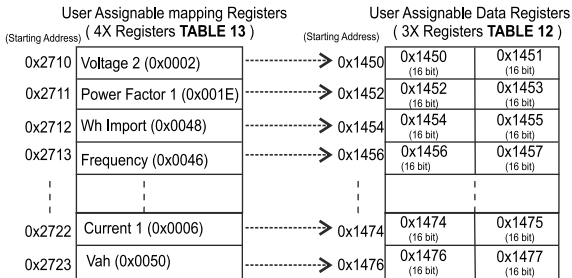 User Assignable mapping Registers
( 4X Registers TABLE 13 )
(Starting Address)
User Assignable Data Registers
( 3X Registers TABLE 12 )
(Starting Address)
0x2710 Voltage 2 (0x0002) 0x1450 0x1450 (16 bit) 0x1451 (16 bit)
0x2711 Power Factor 1 (0x001E) 0x1452 0x1452 (16 bit) 0x1453 (16 bit)
0x2712 Wh Import (0x0048) 0x1454 0x1454 (16 bit) 0x1455 (16 bit)
0x2713 Frequency (0x0046) 0x1456 0x1456 (16 bit) 0x1457 (16 bit)
0x2722 Current 1 (0x0006) 0x1474 0x1474 (16 bit) 0x1475 (16 bit)
0x2723 Vah (0x0050) 0x1476 0x1476 (16 bit) 0x1477 (16 bit)